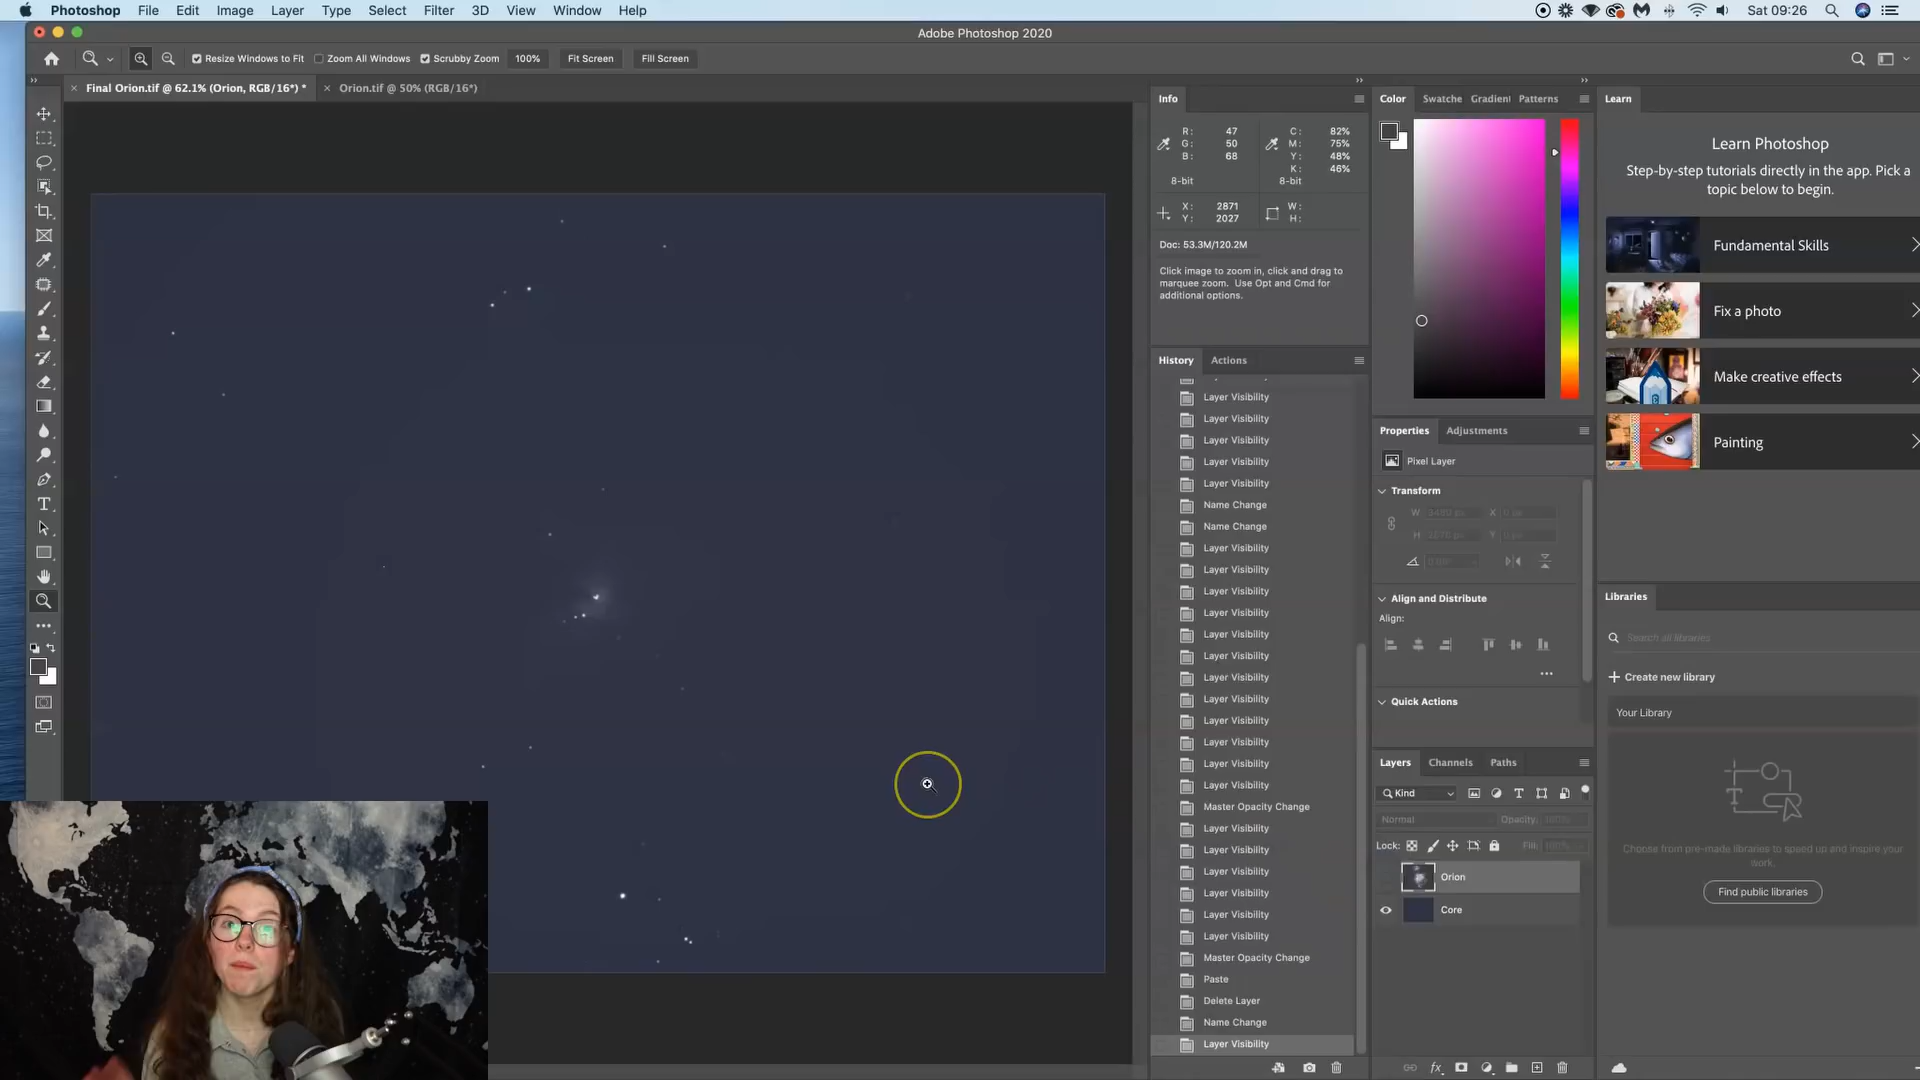 Photoshop File Edit Image Layer Type Select Filter 3D View Window Help Sat 09:26
Adobe Photoshop 2020
Resize Windows to Fit Zoom All Windows Scrubby Zoom 100% Fit Screen Fill Screen
Final Orion.tif @ 62.1% (Orion, RGB/16*) * Orion.tif @ 50% (RGB/16*)
Info
R: 47
G: 50
B: 68
8-bit
C: 82%
M: 75%
Y: 48%
K: 46%
8-bit
X: 2871
Y: 2027
W:
H:
Doc: 53.3M/120.2M
Click image to zoom in, click and drag to
marquee zoom. Use Opt and Cmd for
additional options.
History Actions
Layer Visibility
Layer Visibility
Layer Visibility
Layer Visibility
Layer Visibility
Name Change
Name Change
Layer Visibility
Layer Visibility
Layer Visibility
Layer Visibility
Layer Visibility
Layer Visibility
Layer Visibility
Layer Visibility
Layer Visibility
Layer Visibility
Layer Visibility
Layer Visibility
Master Opacity Change
Layer Visibility
Layer Visibility
Layer Visibility
Layer Visibility
Layer Visibility
Layer Visibility
Master Opacity Change
Paste
Delete Layer
Name Change
Layer Visibility
Color Swatche Gradient Patterns
Properties Adjustments
Pixel Layer
Transform
W X
H Y
Align and Distribute
Align:
Quick Actions
Layers Channels Paths
Kind
Normal Opacity: 100%
Lock: Fill: 100%
Orion
Core
Learn
Learn Photoshop
Step-by-step tutorials directly in the app. Pick a
topic below to begin.
Fundamental Skills
Fix a photo
Make creative effects
Painting
Libraries
Search all libraries
Create new library
Your Library
Choose from pre-made libraries to speed up and inspire your
work.
Find public libraries